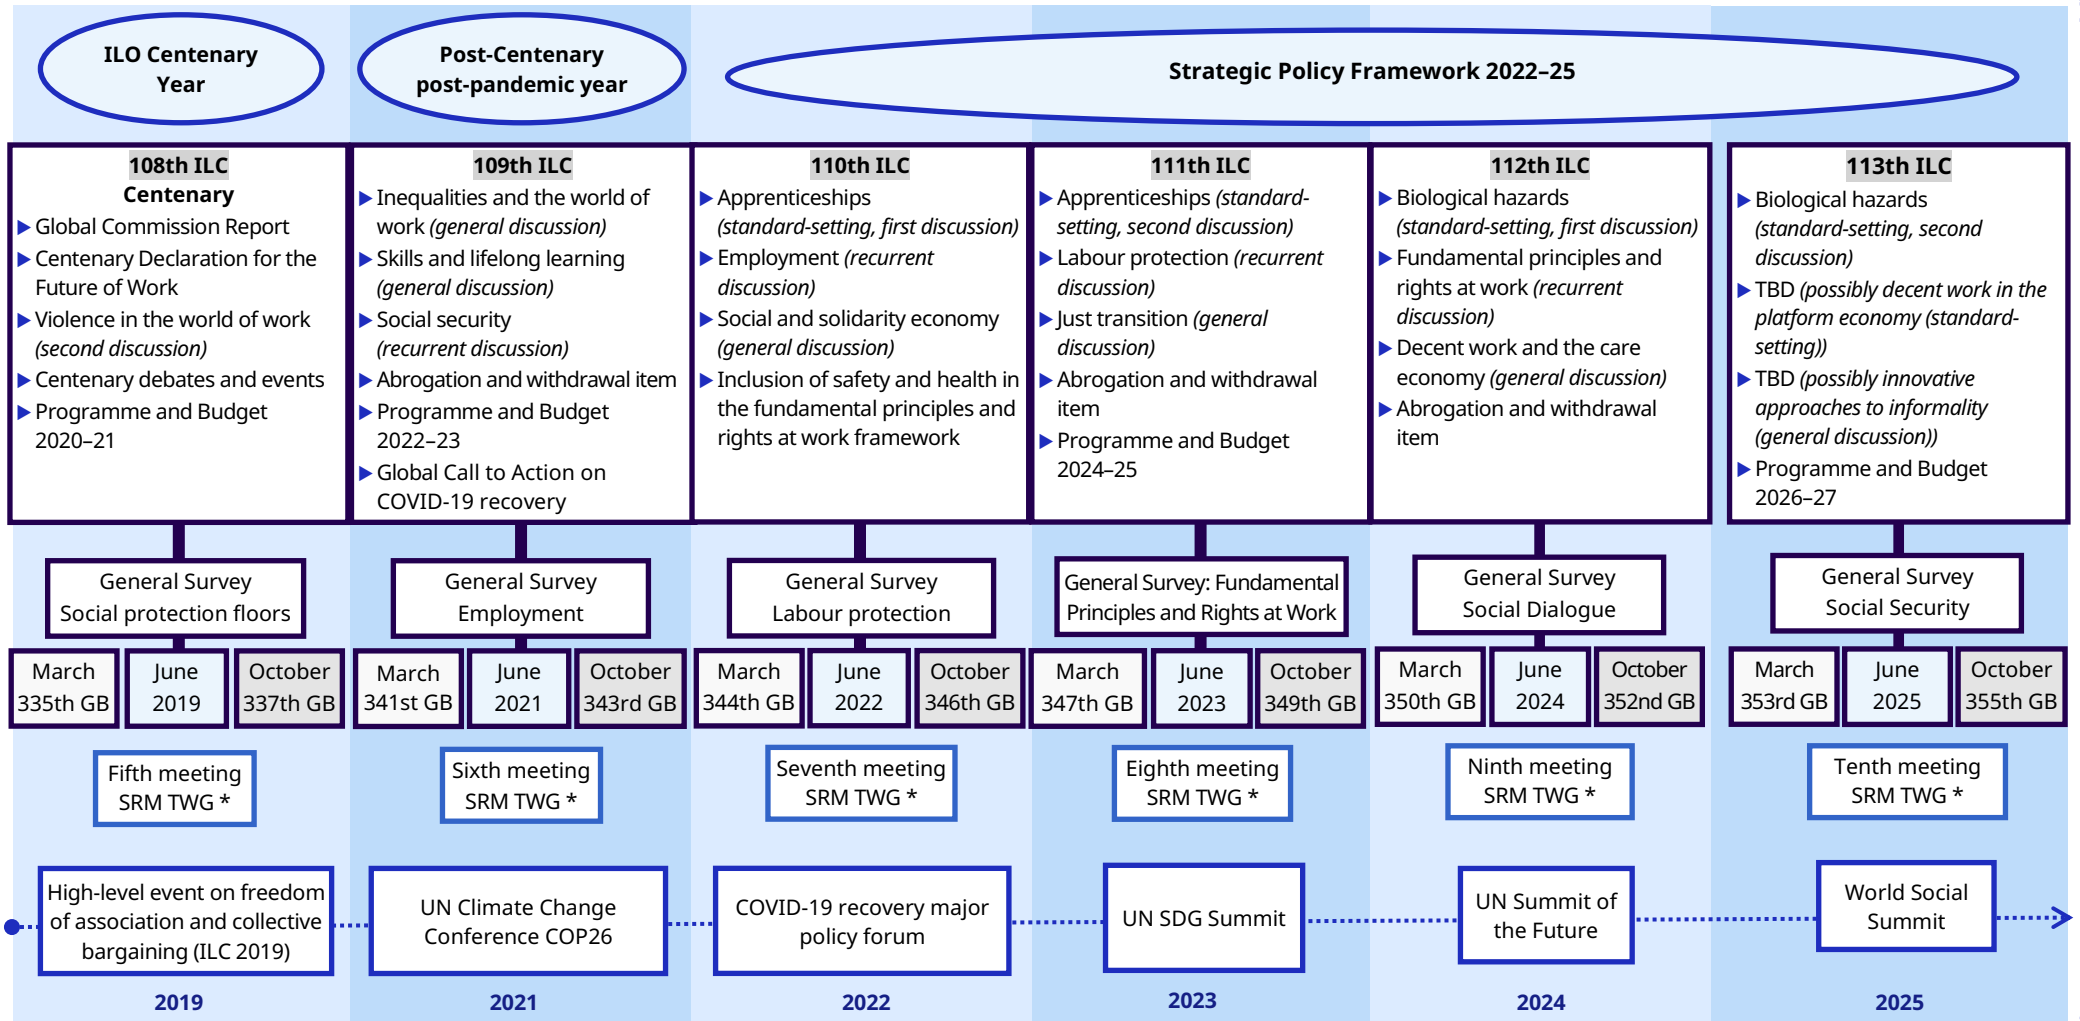 ILO Centenary
Year
Post-Centenary
post-pandemic year
Strategic Policy Framework 2022–25
108th ILC
Centenary
Global Commission Report
Centenary Declaration for the
Future of Work
Violence in the world of work
(second discussion)
Centenary debates and events
Programme and Budget
2020–21
109th ILC
Inequalities and the world of
work (general discussion)
Skills and lifelong learning
(general discussion)
Social security
(recurrent discussion)
Abrogation and withdrawal item
Programme and Budget
2022–23
Global Call to Action on
COVID-19 recovery
110th ILC
Apprenticeships
(standard-setting, first discussion)
Employment (recurrent
discussion)
Social and solidarity economy
(general discussion)
Inclusion of safety and health in
the fundamental principles and
rights at work framework
111th ILC
Apprenticeships (standard-
setting, second discussion)
Labour protection (recurrent
discussion)
Just transition (general
discussion)
Abrogation and withdrawal
item
Programme and Budget
2024–25
112th ILC
Biological hazards
(standard-setting, first discussion)
Fundamental principles and
rights at work (recurrent
discussion)
Decent work and the care
economy (general discussion)
Abrogation and withdrawal
item
113th ILC
Biological hazards
(standard-setting, second
discussion)
TBD (possibly decent work in the
platform economy (standard-
setting))
TBD (possibly innovative
approaches to informality
(general discussion))
Programme and Budget
2026–27
General Survey
Social protection floors
General Survey
Employment
General Survey
Labour protection
General Survey: Fundamental
Principles and Rights at Work
General Survey
Social Dialogue
General Survey
Social Security
March
335th GB
June
2019
October
337th GB
March
341st GB
June
2021
October
343rd GB
March
344th GB
June
2022
October
346th GB
March
347th GB
June
2023
October
349th GB
March
350th GB
June
2024
October
352nd GB
March
353rd GB
June
2025
October
355th GB
Fifth meeting
SRM TWG *
Sixth meeting
SRM TWG *
Seventh meeting
SRM TWG *
Eighth meeting
SRM TWG *
Ninth meeting
SRM TWG *
Tenth meeting
SRM TWG *
High-level event on freedom
of association and collective
bargaining (ILC 2019)
UN Climate Change
Conference COP26
COVID-19 recovery major
policy forum
UN SDG Summit
UN Summit of
the Future
World Social
Summit
2019
2021
2022
2023
2024
2025